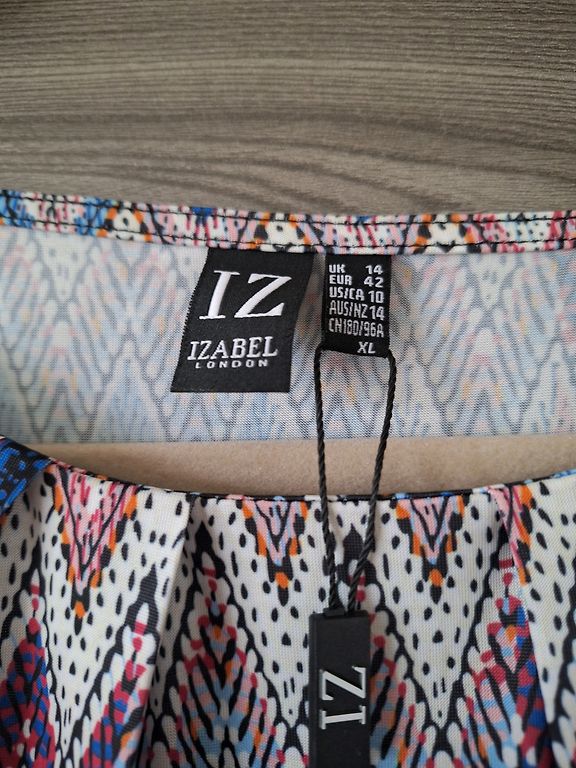 IZ
IZABEL
LONDON
UK 14
EUR 42
US/CA 10
AUS/NZ 14
CN180/96A
XL
IZ